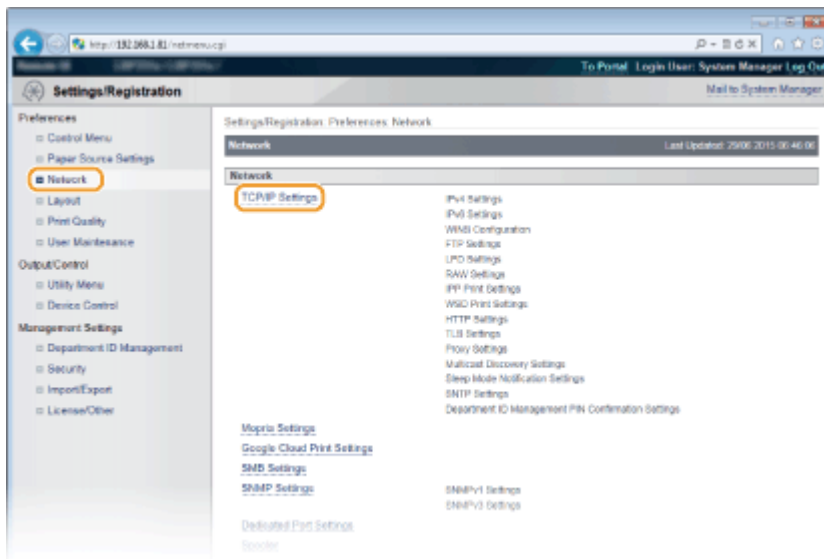 http://192.168.1.81/netmenu.cgi
To Portal Login User: System Manager Log Ou
Settings/Registration
Mail to System Manager
Preferences
Control Menu
Paper Source Settings
Network
Layout
Print Quality
User Maintenance
Output/Control
Utility Menu
Device Control
Management Settings
Department ID Management
Security
Import/Export
License/Other
Settings/Registration: Preferences: Network
Network
Last Updated: 29/06 2015 06:46:06
Network
TCP/IP Settings
IPv4 Settings
IPv6 Settings
WINS Configuration
FTP Settings
LPD Settings
RAW Settings
IPP Print Settings
WSD Print Settings
HTTP Settings
TLS Settings
Proxy Settings
Multicast Discovery Settings
Sleep Mode Notification Settings
SNTP Settings
Department ID Management PIN Confirmation Settings
Mopria Settings
Google Cloud Print Settings
SMB Settings
SNMP Settings
SNMPv1 Settings
SNMPv3 Settings
Dedicated Port Settings
Spooler